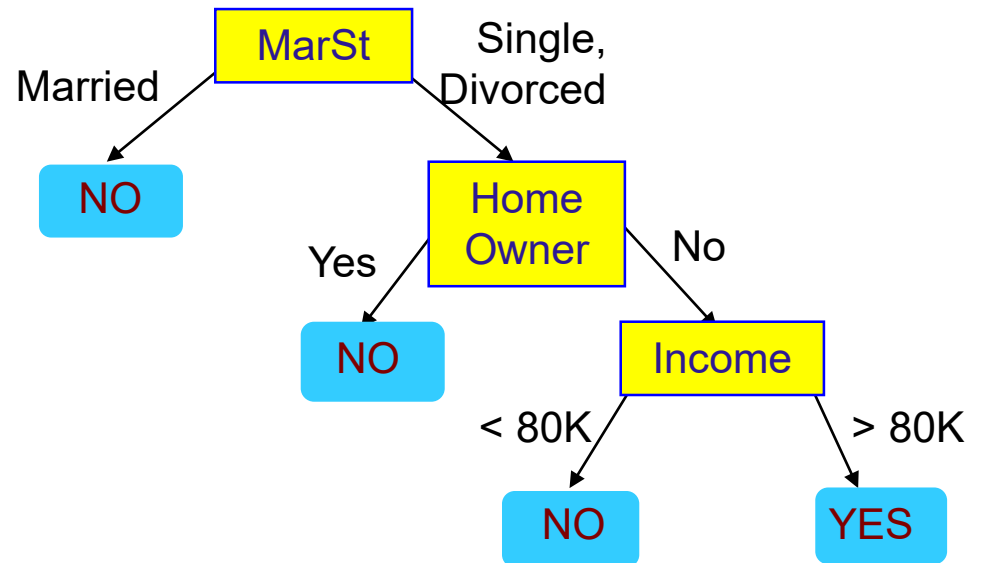 MarSt
Single,
Divorced
Married
NO
Home
Owner
Yes
No
NO
Income
< 80K
> 80K
NO
YES